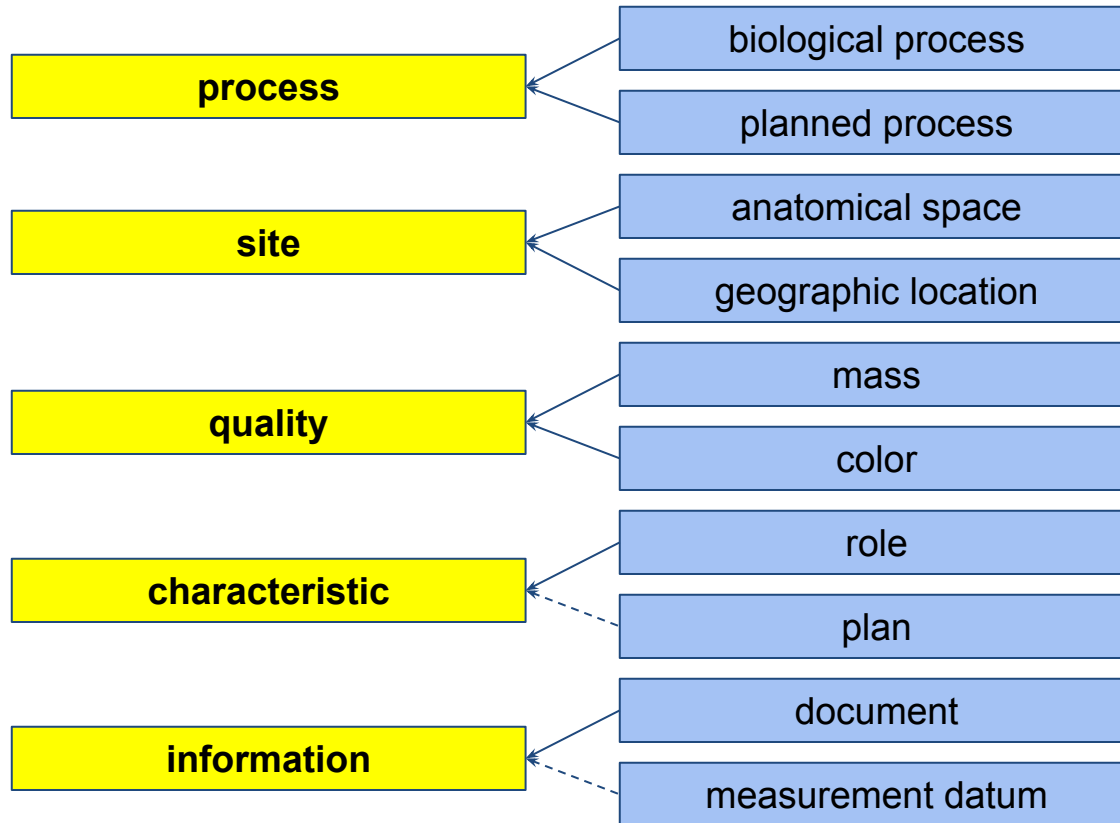 process
biological process
planned process
site
anatomical space
geographic location
quality
mass
color
characteristic
role
plan
information
document
measurement datum